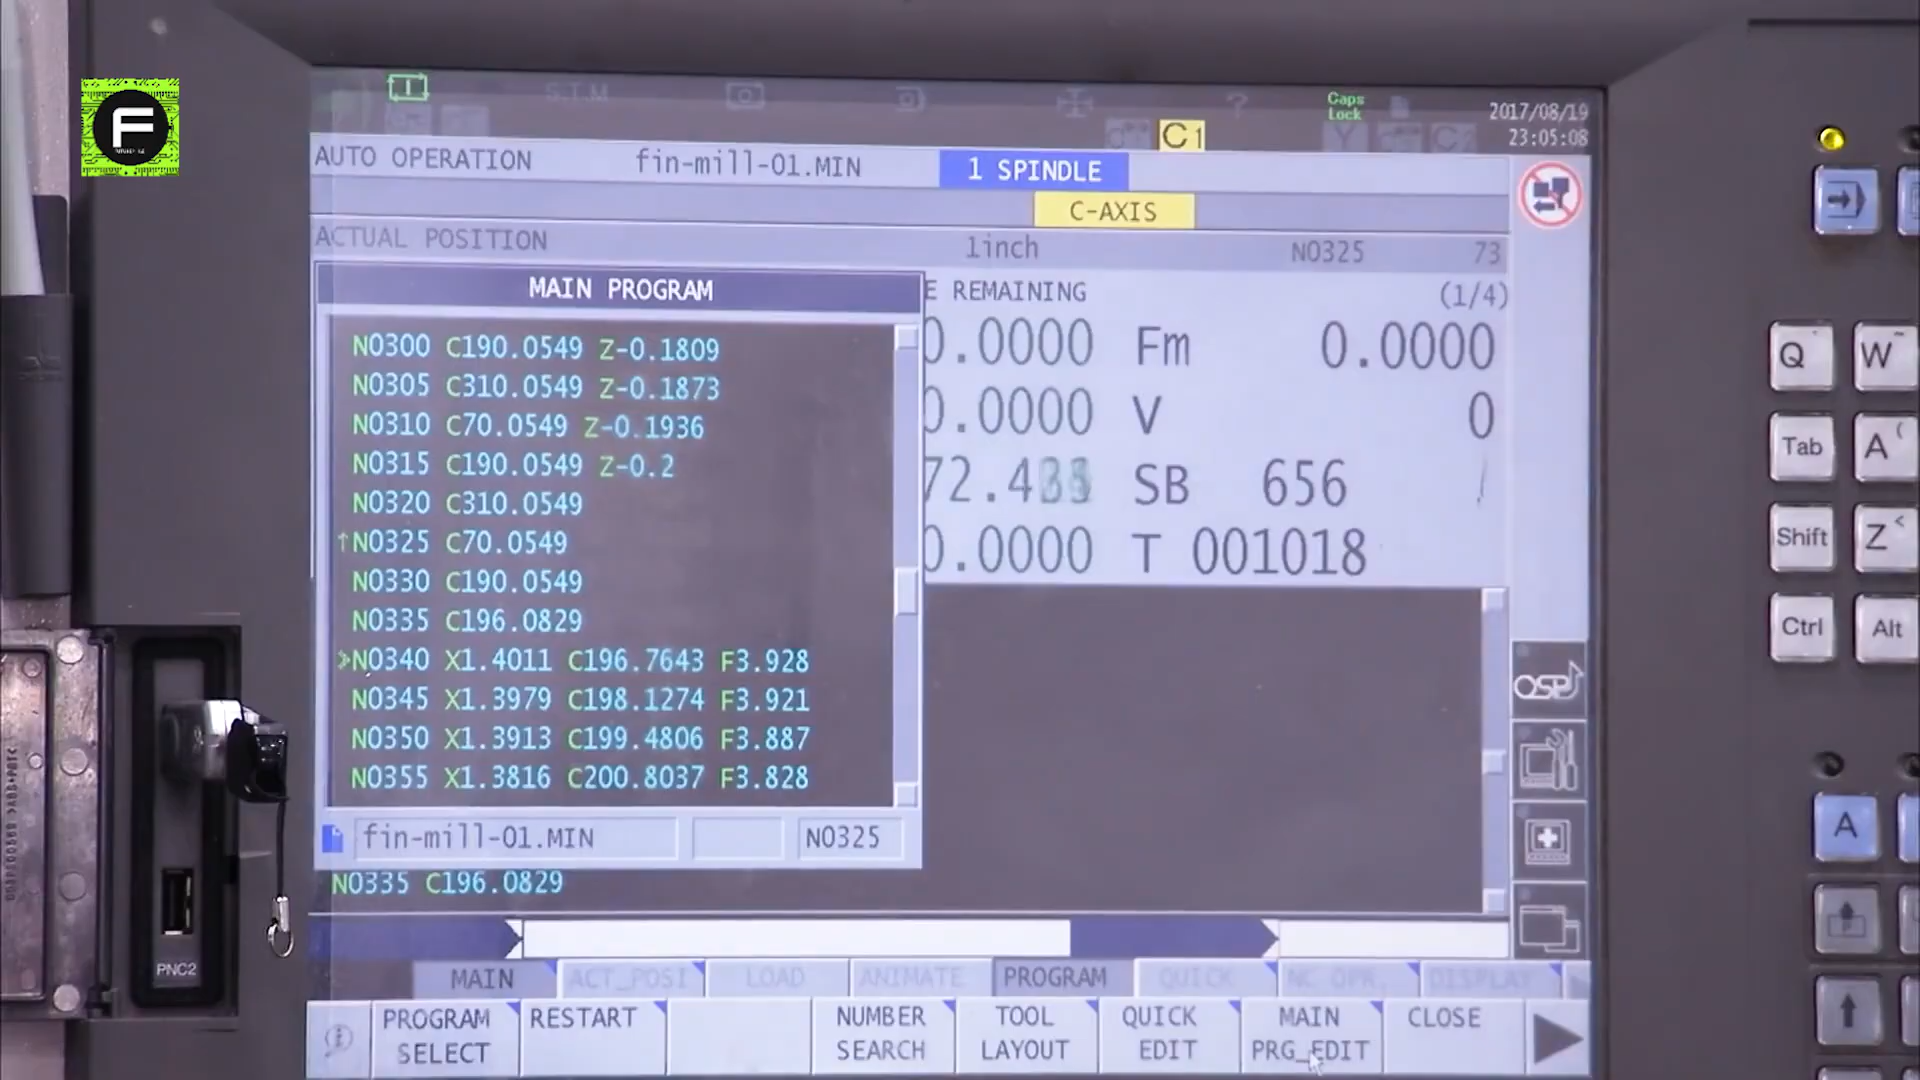 F
S.T.M
Caps Lock
2017/08/19
23:05:08
C1
AUTO OPERATION fin-mill-01.MIN 1 SPINDLE
C-AXIS
ACTUAL POSITION 1inch N0325 73
MAIN PROGRAM
E REMAINING (1/4)
N0300 C190.0549 Z-0.1809
N0305 C310.0549 Z-0.1873
N0310 C70.0549 Z-0.1936
N0315 C190.0549 Z-0.2
N0320 C310.0549
↑N0325 C70.0549
N0330 C190.0549
N0335 C196.0829
N0340 X1.4011 C196.7643 F3.928
N0345 X1.3979 C198.1274 F3.921
N0350 X1.3913 C199.4806 F3.887
N0355 X1.3816 C200.8037 F3.828
0.0000 Fm 0.0000
0.0000 V 0
72.4 SB 656
0.0000 T 001018
fin-mill-01.MIN N0325
N0335 C196.0829
MAIN ACT_POSI LOAD ANIMATE PROGRAM QUICK NC OPR. DISPLAY
PROGRAM SELECT
RESTART
NUMBER SEARCH
TOOL LAYOUT
QUICK EDIT
MAIN PRG_EDIT
CLOSE
OSP
PNC2
Q W
Tab A (
Shift Z <
Ctrl Alt
A